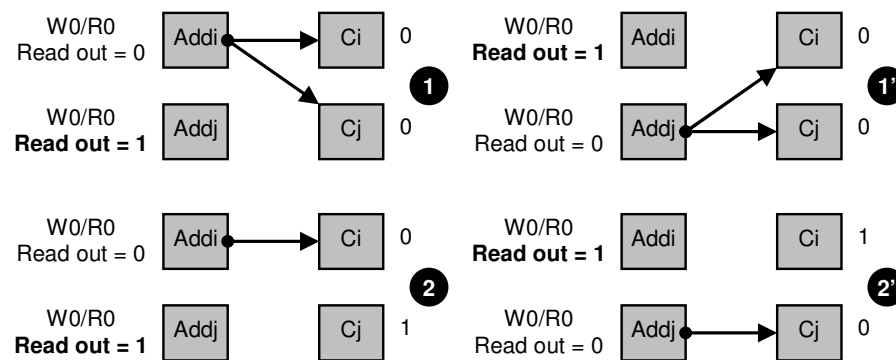 W0/R0
Read out = 0
Addi
Ci
0
1
W0/R0
Read out = 1
Addj
Cj
0
W0/R0
Read out = 1
Addi
Ci
0
1'
W0/R0
Read out = 0
Addj
Cj
0
W0/R0
Read out = 0
Addi
Ci
0
2
W0/R0
Read out = 1
Addj
Cj
1
W0/R0
Read out = 1
Addi
Ci
1
2'
W0/R0
Read out = 0
Addj
Cj
0